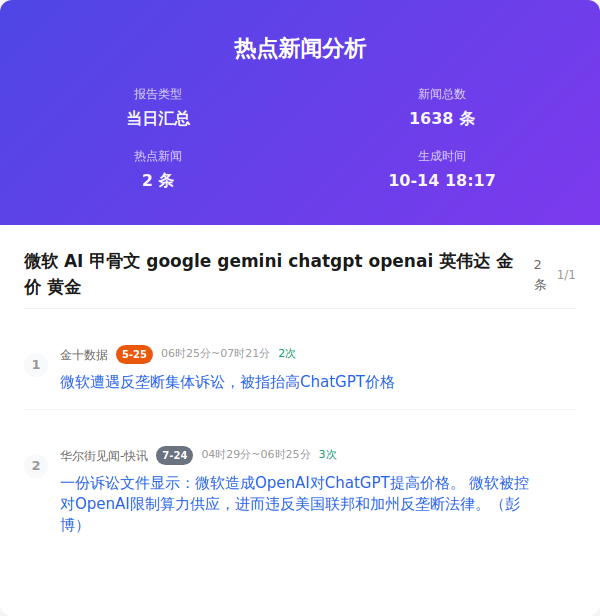 热点新闻分析
报告类型
新闻总数
当日汇总
1638 条
热点新闻
生成时间
2 条
10-14 18:17
微软 AI 甲骨文 google gemini chatgpt openai 英伟达 金
价 黄金
2
条
1/1
1
金十数据 5-25 06时25分~07时21分 2次
微软遭遇反垄断集体诉讼，被指抬高ChatGPT价格
2
华尔街见闻-快讯 7-24 04时29分~06时25分 3次
一份诉讼文件显示：微软造成OpenAI对ChatGPT提高价格。 微软被控
对OpenAI限制算力供应，进而违反美国联邦和加州反垄断法律。（彭
博）